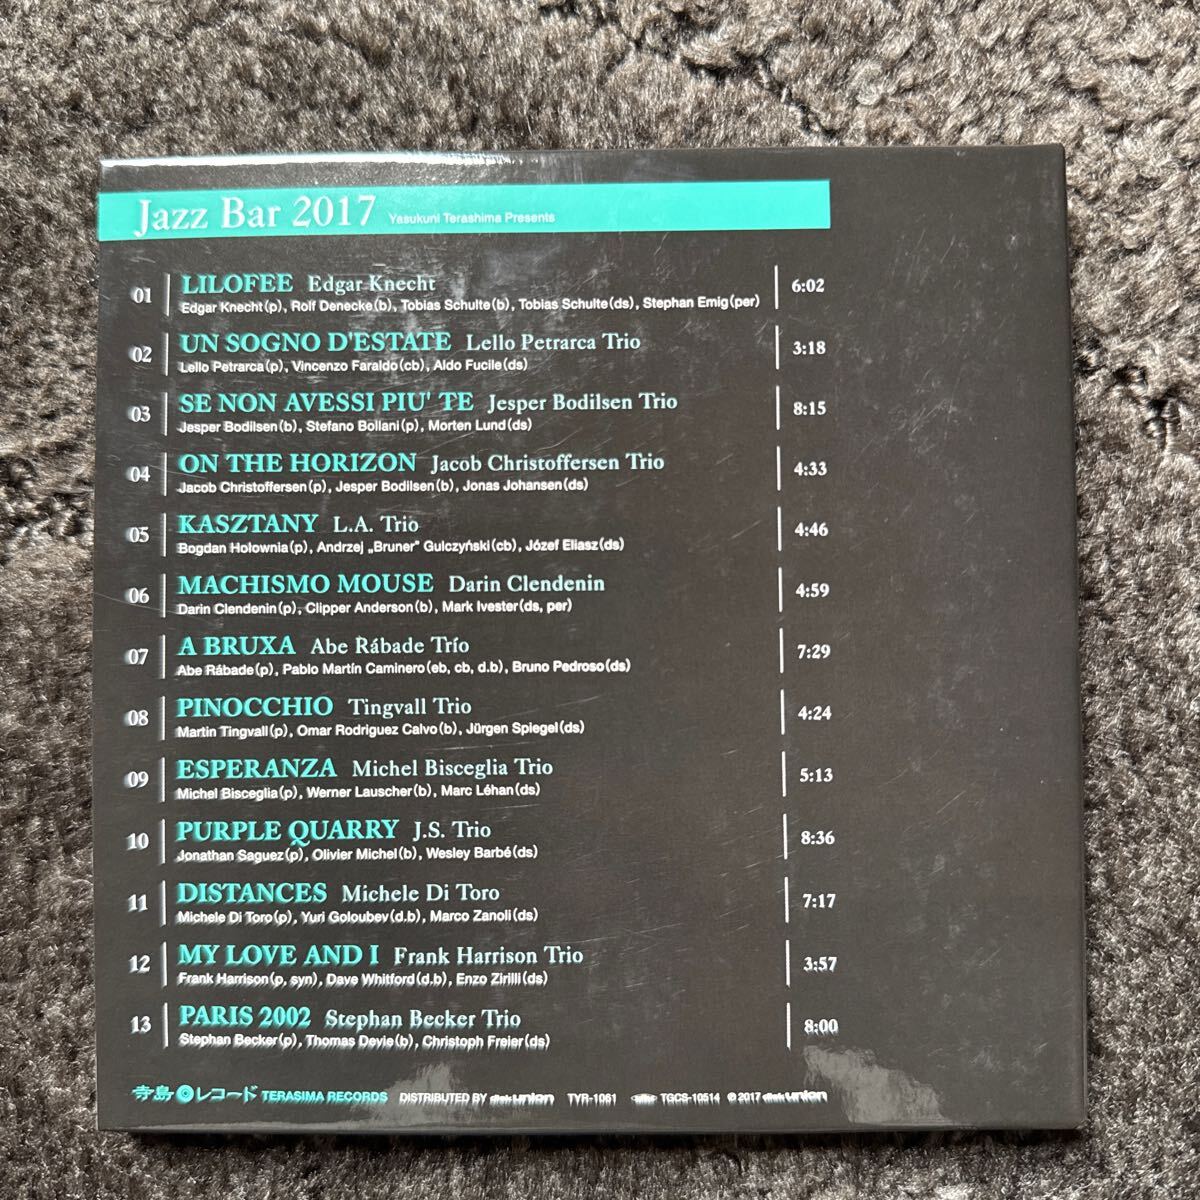 Jazz Bar 2017 Yasukuni Terashima Presents
01 LILOFEE Edgar Knecht 6:02
Edgar Knecht(p), Rolf Denecke(b), Tobias Schulte(b), Tobias Schulte(ds), Stephan Emig(per)
02 UN SOGNO D'ESTATE Lello Petrarca Trio 3:18
Lello Petrarca(p), Vincenzo Faraldo(cb), Aldo Fucile(ds)
03 SE NON AVESSI PIU' TE Jesper Bodilsen Trio 8:15
Jesper Bodilsen(b), Stefano Bollani(p), Morten Lund(ds)
04 ON THE HORIZON Jacob Christoffersen Trio 4:33
Jacob Christoffersen(p), Jesper Bodilsen(b), Jonas Johansen(ds)
05 KASZTANY L.A. Trio 4:46
Bogdan Hołownia(p), Andrzej „Bruner” Gulczyński(cb), Józef Eliasz(ds)
06 MACHISMO MOUSE Darin Clendenin 4:59
Darin Clendenin(p), Clipper Anderson(b), Mark Ivester(ds, per)
07 A BRUXA Abe Rábade Trío 7:29
Abe Rábade(p), Pablo Martín Caminero(eb, cb, d.b), Bruno Pedroso(ds)
08 PINOCCHIO Tingvall Trio 4:24
Martin Tingvall(p), Omar Rodriguez Calvo(b), Jürgen Spiegel(ds)
09 ESPERANZA Michel Bisceglia Trio 5:13
Michel Bisceglia(p), Werner Lauscher(b), Marc Léhan(ds)
10 PURPLE QUARRY J.S. Trio 8:36
Jonathan Saguez(p), Olivier Michel(b), Wesley Barbé(ds)
11 DISTANCES Michele Di Toro 7:17
Michele Di Toro(p), Yuri Goloubev(d.b), Marco Zanoli(ds)
12 MY LOVE AND I Frank Harrison Trio 3:57
Frank Harrison(p, syn), Dave Whitford(d.b), Enzo Zirilli(ds)
13 PARIS 2002 Stephan Becker Trio 8:00
Stephan Becker(p), Thomas Devie(b), Christoph Freier(ds)
寺島レコード TERASIMA RECORDS DISTRIBUTED BY disk union TYR-1061 TGCS-10514 ℗2017 disk union